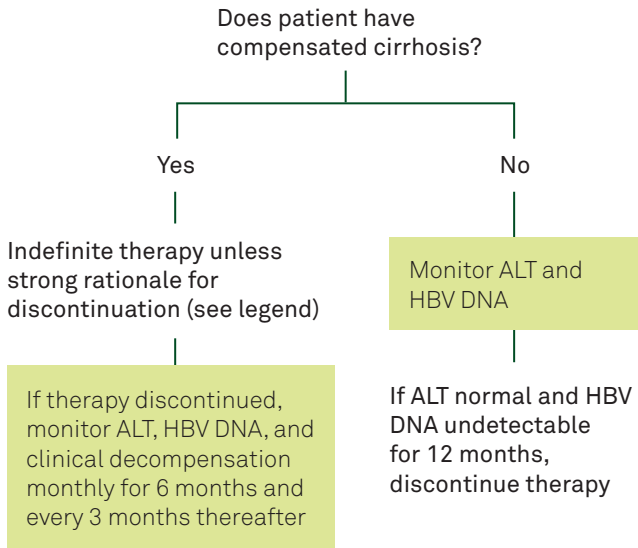 Does patient have
compensated cirrhosis?
Yes
No
Indefinite therapy unless
strong rationale for
discontinuation (see legend)
Monitor ALT and
HBV DNA
If therapy discontinued,
monitor ALT, HBV DNA, and
clinical decompensation
monthly for 6 months and
every 3 months thereafter
If ALT normal and HBV
DNA undetectable
for 12 months,
discontinue therapy